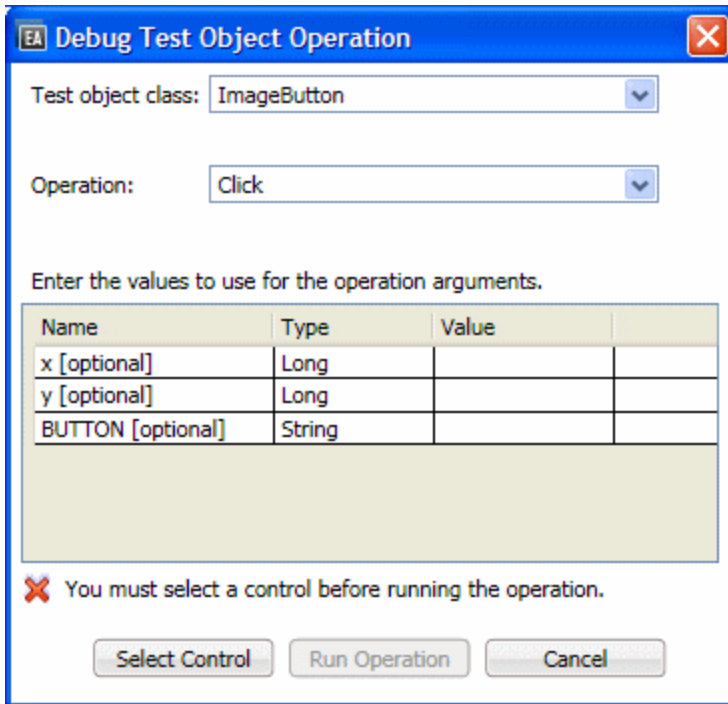 EA Debug Test Object Operation
Test object class: ImageButton
Operation: Click
Enter the values to use for the operation arguments.
Name Type Value
x [optional] Long
y [optional] Long
BUTTON [optional] String
You must select a control before running the operation.
Select Control Run Operation Cancel